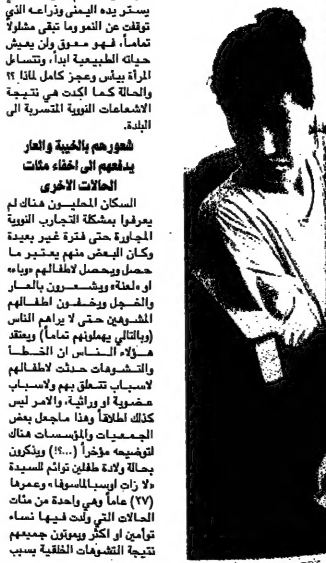 يستر يده اليمنى وذراعه الذي
توقفت عن النمو وما تبقى مشلولا
تماماً، فهو معوق ولن يعيش
حياته الطبيعية ابداً، وتتساءل
المرأة بيأس وعجز كامل لماذا ؟؟
والحالة كما اكدت هي نتيجة
الاشعاعات النووية المتسربة الى
البلدة.
شعورهم بالخيبة والعار
يدفعهم الى اخفاء مئات
الحالات الاخرى
السكان المحليون هناك لم
يعرفوا بمشكلة التجارب النووية
المجاورة حتى فترة غير بعيدة
وكان البعض منهم يعتبر ما
حصل ويحصل لاطفالهم «وباء»
او «لعنة» ويشعرون بالعار
والخجل ويخفون اطفالهم
المشوهين حتى لا يراهم الناس
(وبالتالي يهملونهم تماماً) ويعتقد
هؤلاء الناس ان الخطأ
والتشوهات حدثت لاطفالهم
لاسباب تتعلق بهم ولاسباب
عضوية او وراثية، والامر ليس
كذلك اطلاقا وهذا ماجعل بعض
الجمعيات والمؤسسات هناك
لتوضيحه مؤخراً (...؟!) ويذكرون
بحالة ولادة طفلين توائم للسيدة
«لا زات اوسبالماسوفا» وعمرها
(٢٧) عاماً وهي واحدة من مئات
الحالات التي ولدت فيها نساء
توأمين او اكثر ويموتون جميعهم
نتيجة التشوهات الخلقية بسبب